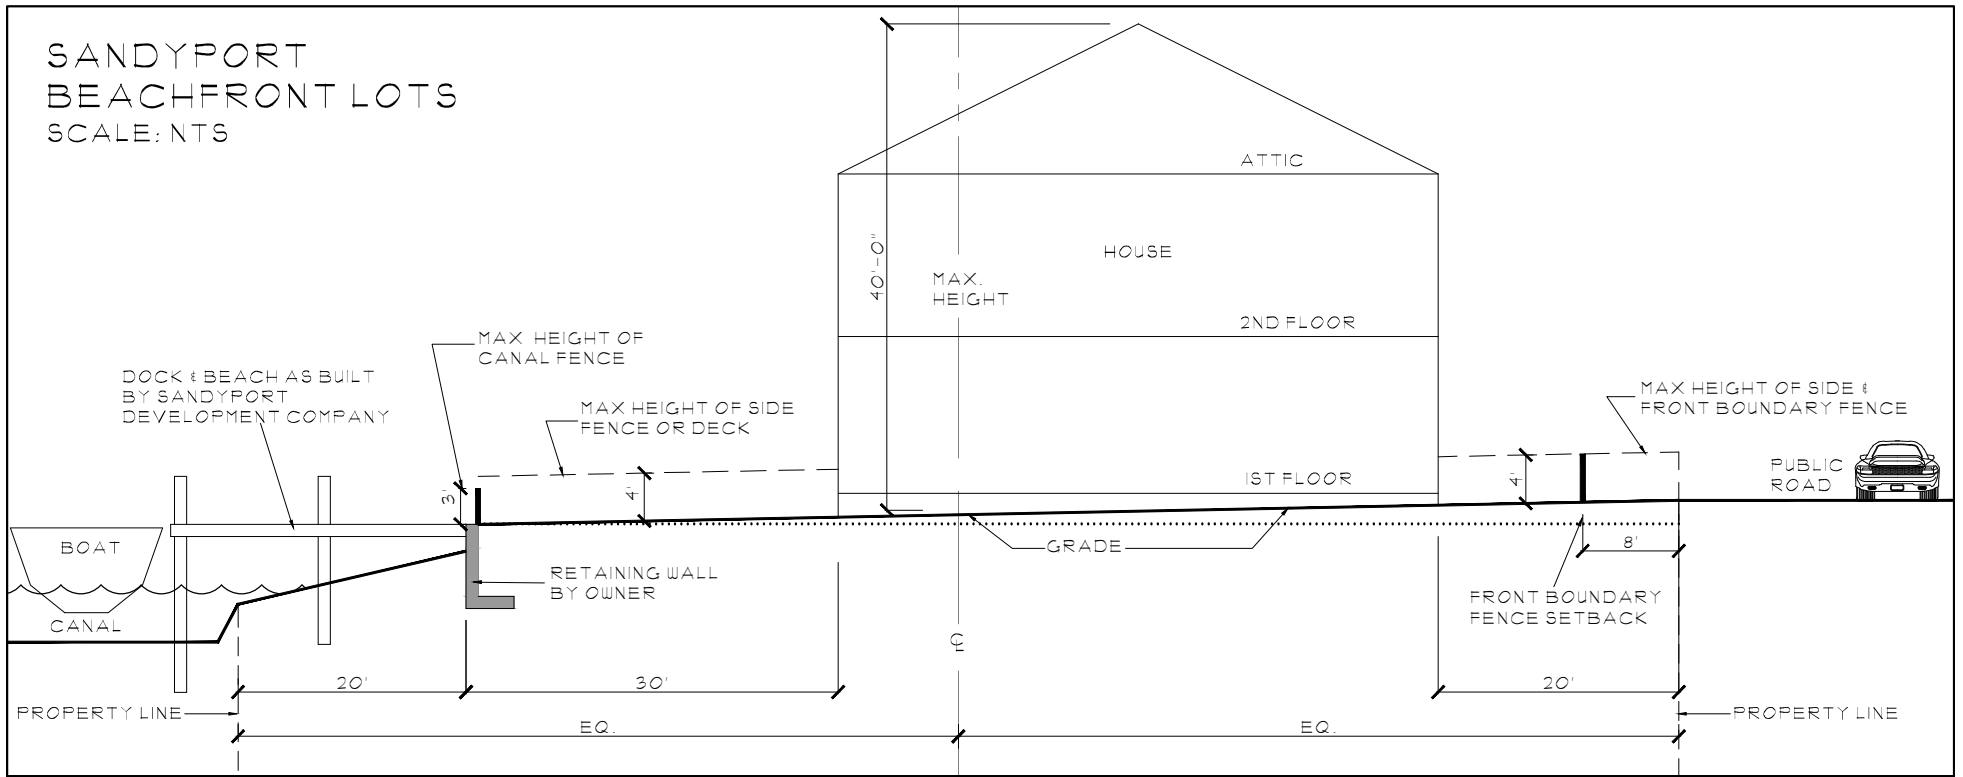 SANDYPORT
BEACHFRONT LOTS
SCALE: NTS
ATTIC
40'-0"
HOUSE
MAX.
HEIGHT
2ND FLOOR
MAX HEIGHT OF
CANAL FENCE
DOCK & BEACH AS BUILT
BY SANDYPORT
DEVELOPMENT COMPANY
MAX HEIGHT OF SIDE
FENCE OR DECK
MAX HEIGHT OF SIDE &
FRONT BOUNDARY FENCE
1ST FLOOR
PUBLIC
ROAD
3'
4'
4'
BOAT
GRADE
8'
RETAINING WALL
BY OWNER
FRONT BOUNDARY
FENCE SETBACK
CANAL
CL
20'
30'
20'
PROPERTY LINE
PROPERTY LINE
EQ.
EQ.